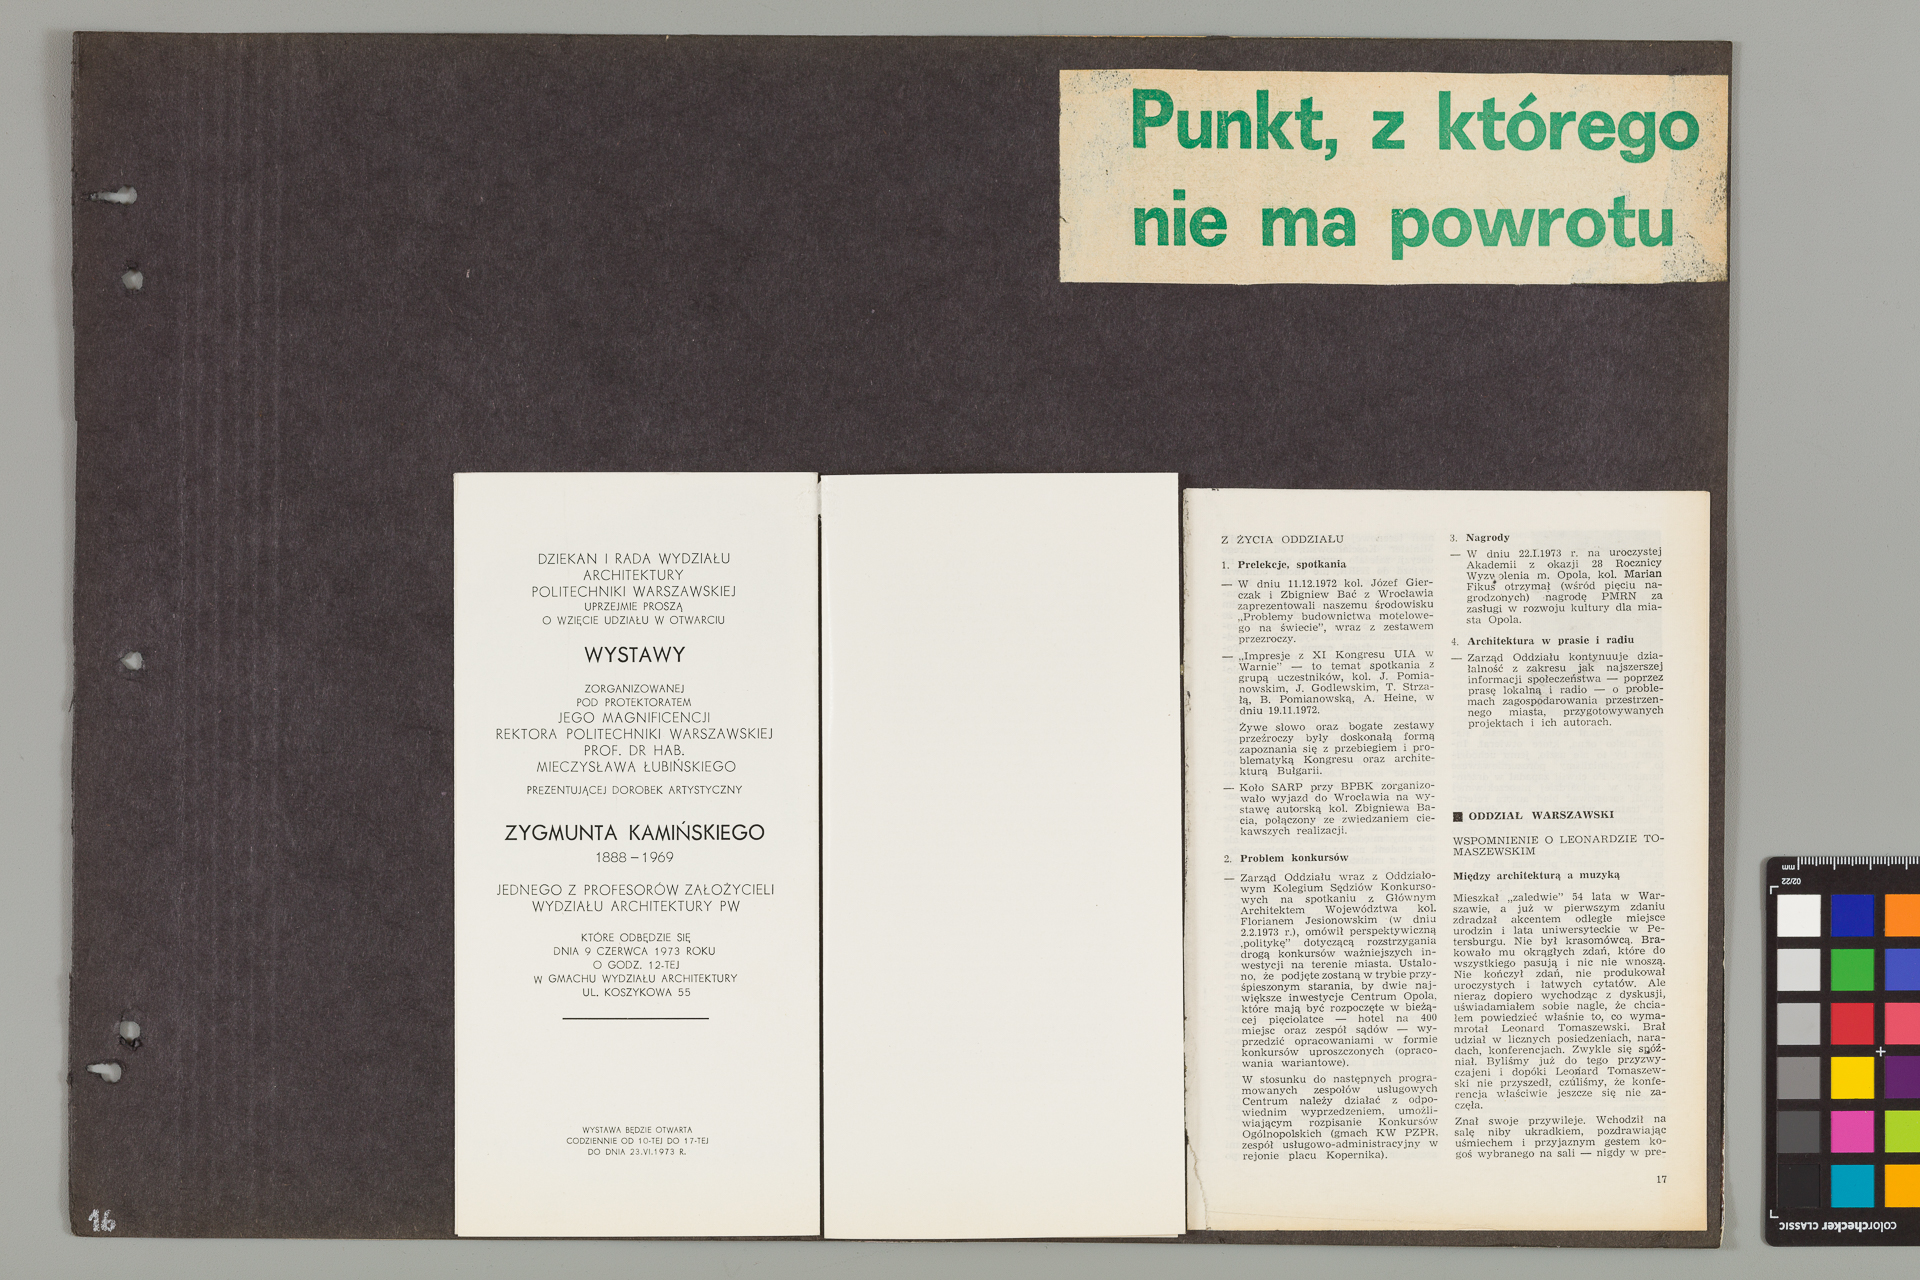 Punkt, z którego
nie ma powrotu
DZIEKAN I RADA WYDZIAŁU
ARCHITEKTURY
POLITECHNIKI WARSZAWSKIEJ
UPRZEJMIE PROSZĄ
O WZIĘCIE UDZIAŁU W OTWARCIU
WYSTAWY
ZORGANIZOWANEJ
POD PROTEKTORATEM
JEGO MAGNIFICENCJI
REKTORA POLITECHNIKI WARSZAWSKIEJ
PROF. DR HAB.
MIECZYSŁAWA ŁUBIŃSKIEGO
PREZENTUJĄCEJ DOROBEK ARTYSTYCZNY
ZYGMUNTA KAMIŃSKIEGO
1888 – 1969
JEDNEGO Z PROFESORÓW ZAŁOŻYCIELI
WYDZIAŁU ARCHITEKTURY PW
KTÓRE ODBĘDZIE SIĘ
DNIA 9 CZERWCA 1973 ROKU
O GODZ. 12-TEJ
W GMACHU WYDZIAŁU ARCHITEKTURY
UL. KOSZYKOWA 55
WYSTAWA BĘDZIE OTWARTA
CODZIENNIE OD 10-TEJ DO 17-TEJ
DO DNIA 23.VI.1973 R.
Z ŻYCIA ODDZIAŁU
1. Prelekcje, spotkania
— W dniu 11.12.1972 kol. Józef Gier-
czak i Zbigniew Bać z Wrocławia
zaprezentowali naszemu środowisku
„Problemy budownictwa motelowe-
go na świecie", wraz z zestawem
przezroczy.
— „Impresje z XI Kongresu UIA w
Warnie" — to temat spotkania z
grupą uczestników, kol. J. Pomia-
nowskim, J. Godlewskim, T. Strza-
łą, B. Pomianowską, A. Heine, w
dniu 19.11.1972.
Żywe słowo oraz bogate zestawy
przeźroczy były doskonałą formą
zapoznania się z przebiegiem i pro-
blematyką Kongresu oraz archite-
kturą Bułgarii.
— Koło SARP przy BPBK zorganizo-
wało wyjazd do Wrocławia na wy-
stawę autorską kol. Zbigniewa Ba-
cia, połączony ze zwiedzaniem cie-
kawszych realizacji.
2. Problem konkursów
— Zarząd Oddziału wraz z Oddziało-
wym Kolegium Sędziów Konkurso-
wych na spotkaniu z Głównym
Architektem Województwa kol.
Florianem Jesionowskim (w dniu
2.2.1973 r.), omówił perspektywiczną
„politykę" dotyczącą rozstrzygania
drogą konkursów ważniejszych in-
westycji na terenie miasta. Ustalo-
no, że podjęte zostaną w trybie przy-
śpieszonym starania, by dwie naj-
większe inwestycje Centrum Opola,
które mają być rozpoczęte w bieżą-
cej pięciolatce — hotel na 400
miejsc oraz zespół sądów — wy-
przedzić opracowaniami w formie
konkursów uproszczonych (opraco-
wania wariantowe).
W stosunku do następnych progra-
mowanych zespołów usługowych
Centrum należy działać z odpo-
wiednim wyprzedzeniem, umożli-
wiającym rozpisanie Konkursów
Ogólnopolskich (gmach KW PZPR,
zespół usługowo-administracyjny w
rejonie placu Kopernika).
3. Nagrody
— W dniu 22.I.1973 r. na uroczystej
Akademii z okazji 28 Rocznicy
Wyzwolenia m. Opola, kol. Marian
Fikus otrzymał (wśród pięciu na-
grodzonych) nagrodę PMRN za
zasługi w rozwoju kultury dla mia-
sta Opola.
4. Architektura w prasie i radiu
— Zarząd Oddziału kontynuuje dzia-
łalność z zakresu jak najszerszej
informacji społeczeństwa — poprzez
prasę lokalną i radio — o proble-
mach zagospodarowania przestrzen-
nego miasta, przygotowywanych
projektach i ich autorach.
■ ODDZIAŁ WARSZAWSKI
WSPOMNIENIE O LEONARDZIE TO-
MASZEWSKIM
Między architekturą a muzyką
Mieszkał „zaledwie" 54 lata w War-
szawie, a już w pierwszym zdaniu
zdradzał akcentem odległe miejsce
urodzin i lata uniwersyteckie w Pe-
tersburgu. Nie był krasomówcą. Bra-
kowało mu okrągłych zdań, które do
wszystkiego pasują i nic nie wnoszą.
Nie kończył zdań, nie produkował
uroczystych i łatwych cytatów. Ale
nieraz dopiero wychodząc z dyskusji,
uświadamiałem sobie nagle, że chcia-
łem powiedzieć właśnie to, co wyma-
mrotał Leonard Tomaszewski. Brał
udział w licznych posiedzeniach, nara-
dach, konferencjach. Zwykle się spóź-
niał. Byliśmy już do tego przyzwy-
czajeni i dopóki Leonard Tomaszew-
ski nie przyszedł, czuliśmy, że konfe-
rencja właściwie jeszcze się nie za-
częła.
Znał swoje przywileje. Wchodził na
salę niby ukradkiem, pozdrawiając
uśmiechem i przyjaznym gestem ko-
goś wybranego na sali — nigdy w pre-
17
16
mm
02/22
colorchecker CLASSIC